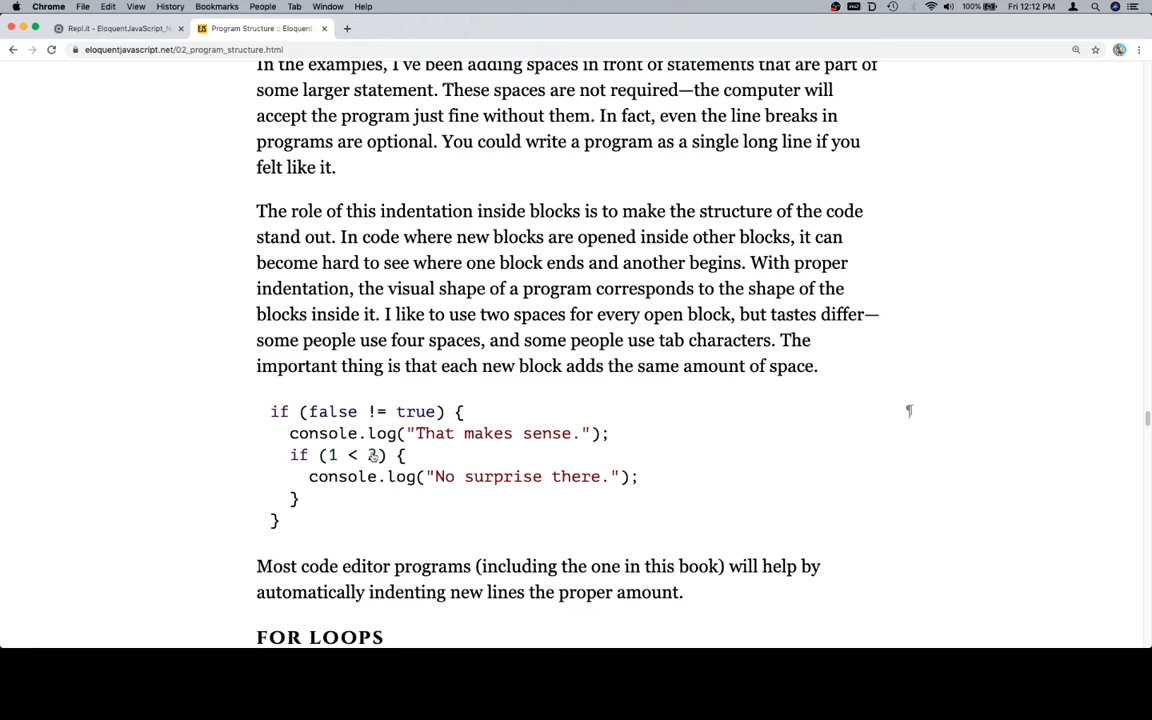 Chrome File Edit View History Bookmarks People Tab Window Help 100% Fri 12:12 PM
Repl.it - EloquentJavaScript_N Program Structure :: Eloquent
eloquentjavascript.net/02_program_structure.html
In the examples, I've been adding spaces in front of statements that are part of
some larger statement. These spaces are not required—the computer will
accept the program just fine without them. In fact, even the line breaks in
programs are optional. You could write a program as a single long line if you
felt like it.
The role of this indentation inside blocks is to make the structure of the code
stand out. In code where new blocks are opened inside other blocks, it can
become hard to see where one block ends and another begins. With proper
indentation, the visual shape of a program corresponds to the shape of the
blocks inside it. I like to use two spaces for every open block, but tastes differ—
some people use four spaces, and some people use tab characters. The
important thing is that each new block adds the same amount of space.
if (false != true) {
console.log("That makes sense.");
if (1 < 2) {
console.log("No surprise there.");
}
}
¶
Most code editor programs (including the one in this book) will help by
automatically indenting new lines the proper amount.
FOR LOOPS